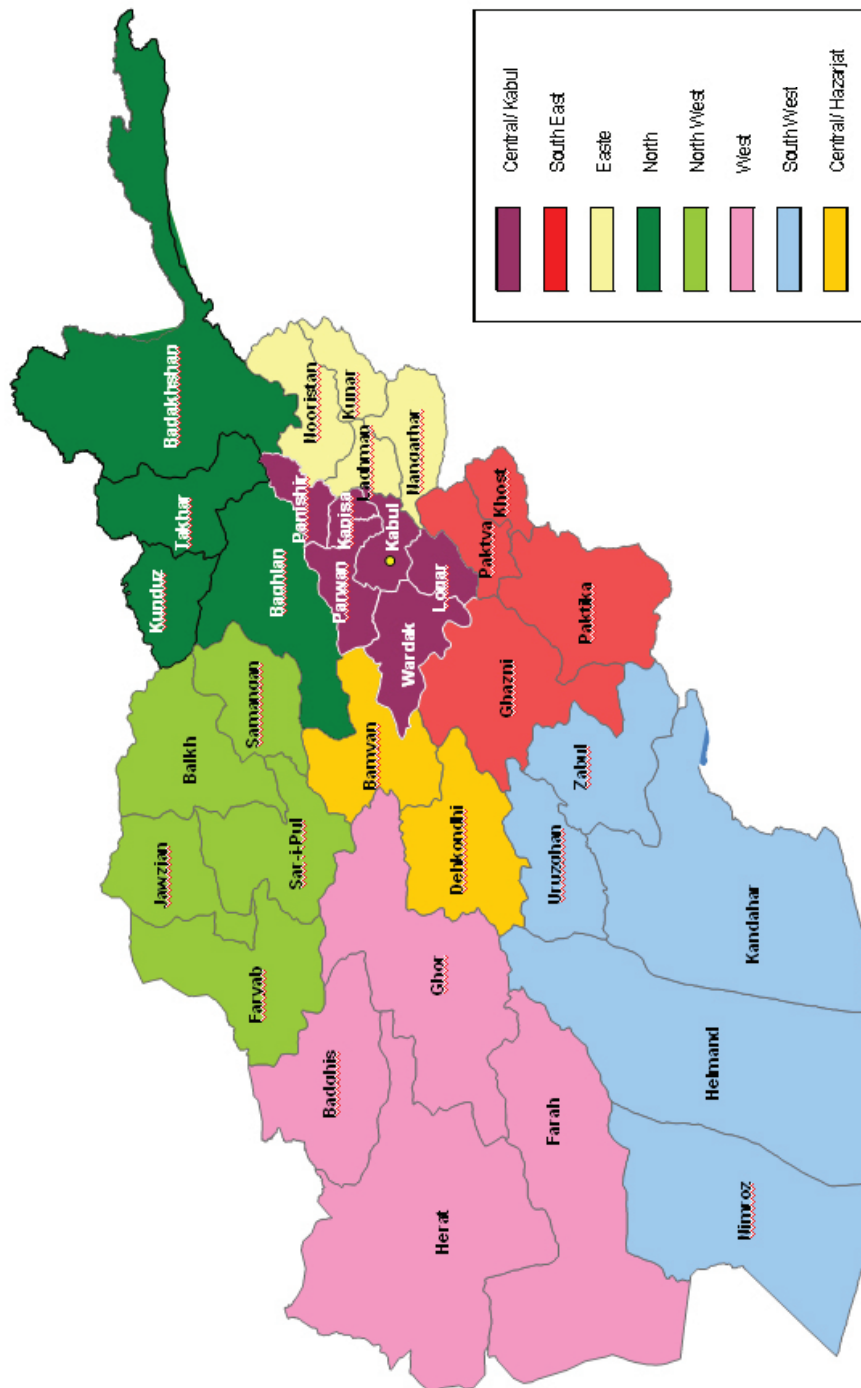 Badakhshan
Takhar
Kunduz
Baghlan
Nooristan
Kunar
Laghman
Nangarhar
Panjshir
Kapisa
Parwan
Kabul
Logar
Wardak
Balkh
Samangan
Jawzjan
Sar-i-Pul
Faryab
Bamyan
Dehkondhi
Ghazni
Paktya
Khost
Paktika
Zabul
Uruzghan
Kandahar
Helmand
Nimroz
Badghis
Ghor
Herat
Farah
Central/ Kabul
South East
Easte
North
North West
West
South West
Central/ Hazarjat